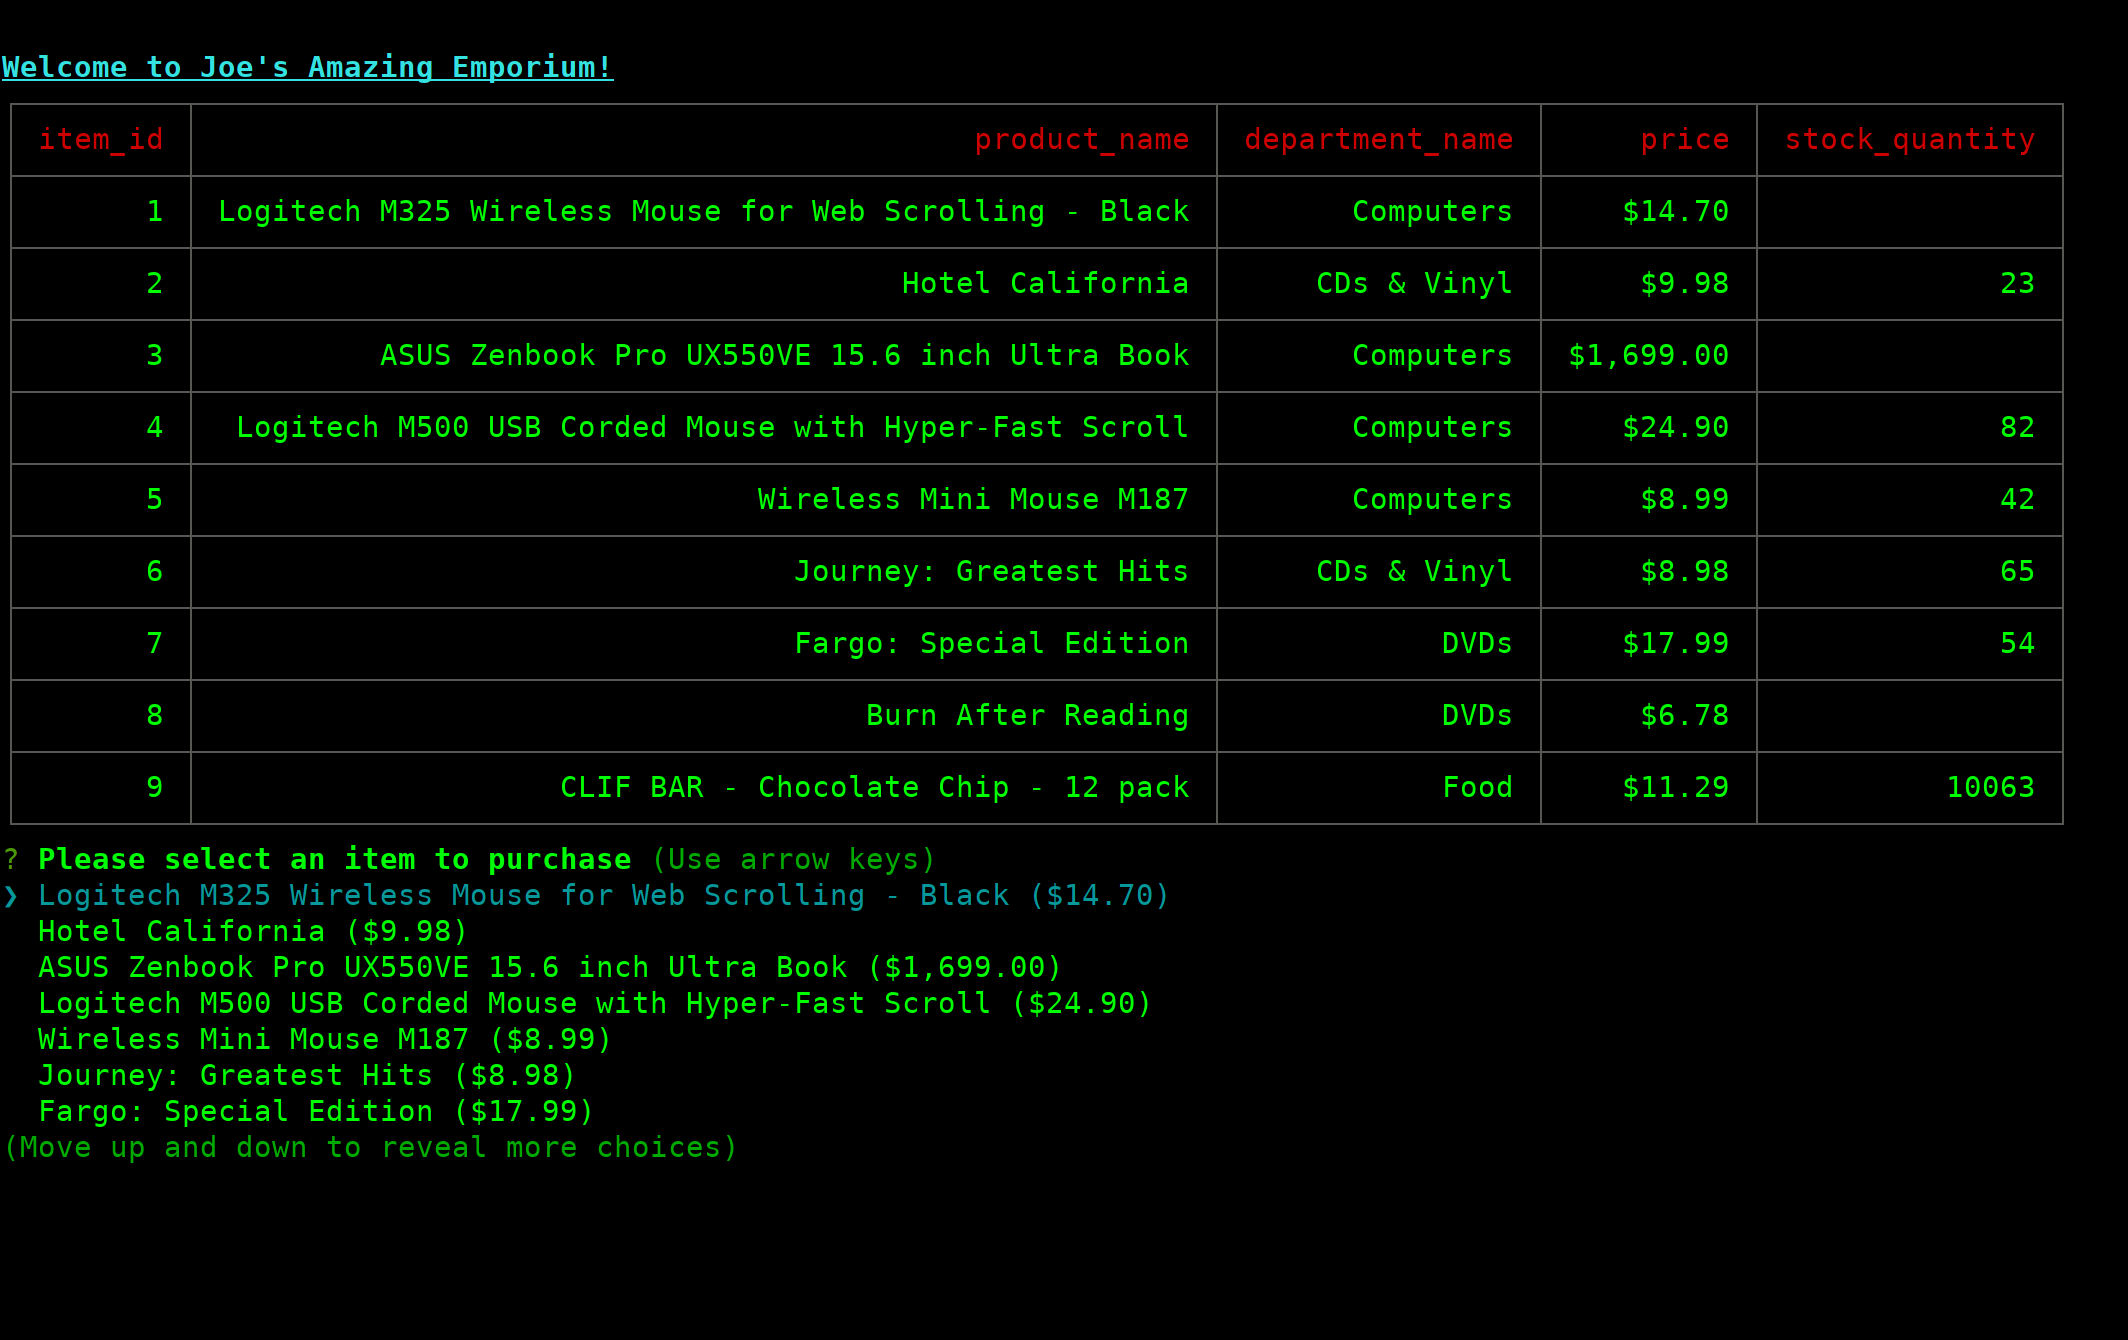 Welcome to Joe's Amazing Emporium!
item_id product_name department_name price stock_quantity
1 Logitech M325 Wireless Mouse for Web Scrolling - Black Computers $14.70
2 Hotel California CDs & Vinyl $9.98 23
3 ASUS Zenbook Pro UX550VE 15.6 inch Ultra Book Computers $1,699.00
4 Logitech M500 USB Corded Mouse with Hyper-Fast Scroll Computers $24.90 82
5 Wireless Mini Mouse M187 Computers $8.99 42
6 Journey: Greatest Hits CDs & Vinyl $8.98 65
7 Fargo: Special Edition DVDs $17.99 54
8 Burn After Reading DVDs $6.78
9 CLIF BAR - Chocolate Chip - 12 pack Food $11.29 10063
? Please select an item to purchase (Use arrow keys)
❯ Logitech M325 Wireless Mouse for Web Scrolling - Black ($14.70)
Hotel California ($9.98)
ASUS Zenbook Pro UX550VE 15.6 inch Ultra Book ($1,699.00)
Logitech M500 USB Corded Mouse with Hyper-Fast Scroll ($24.90)
Wireless Mini Mouse M187 ($8.99)
Journey: Greatest Hits ($8.98)
Fargo: Special Edition ($17.99)
(Move up and down to reveal more choices)